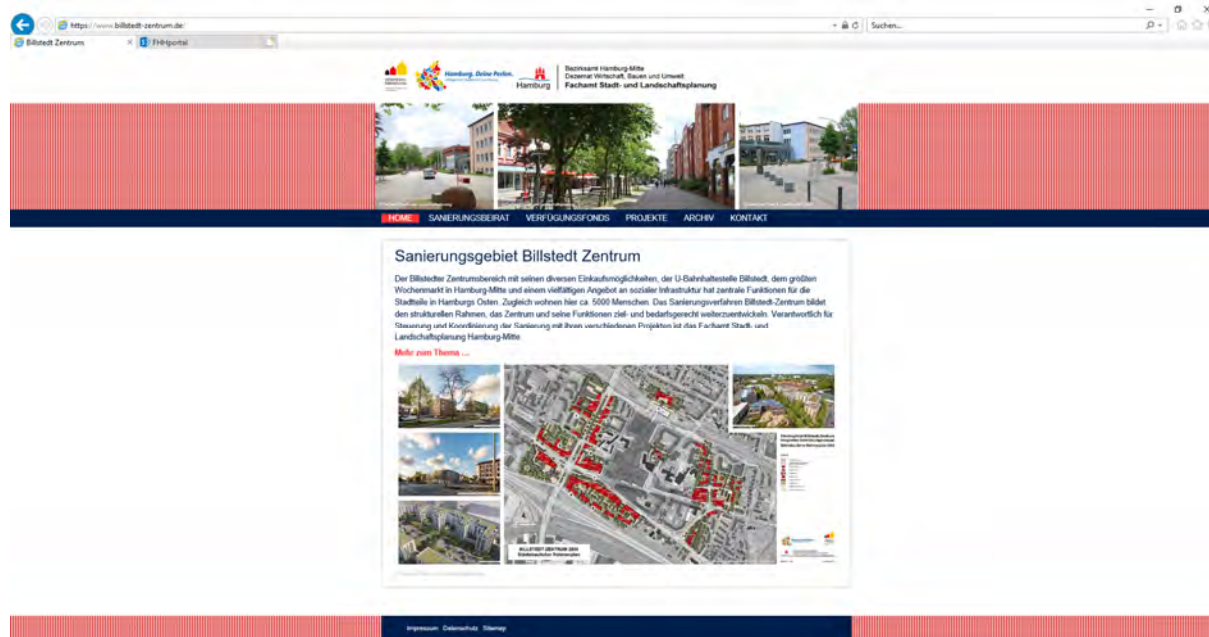 https://www.billstedt-zentrum.de/
Suchen...
Billstedt Zentrum
FHHportal
Hamburg. Deine Perlen.
Hamburg
Bezirksamt Hamburg-Mitte
Dezernat Wirtschaft, Bauen und Umwelt
Fachamt Stadt- und Landschaftsplanung
HOME SANIERUNGSBEIRAT VERFÜGUNGSFONDS PROJEKTE ARCHIV KONTAKT
Sanierungsgebiet Billstedt Zentrum
Der Billstedter Zentrumsbereich mit seinen diversen Einkaufsmöglichkeiten, der U-Bahnhaltestelle Billstedt, dem größten
Wochenmarkt in Hamburg-Mitte und einem vielfältigen Angebot an sozialer Infrastruktur hat zentrale Funktionen für die
Stadtteile in Hamburgs Osten. Zugleich wohnen hier ca. 5000 Menschen. Das Sanierungsverfahren Billstedt-Zentrum bildet
den strukturellen Rahmen, das Zentrum und seine Funktionen ziel- und bedarfsgerecht weiterzuentwickeln. Verantwortlich für
Steuerung und Koordinierung der Sanierung mit ihren verschiedenen Projekten ist das Fachamt Stadt- und
Landschaftsplanung Hamburg-Mitte
Mehr zum Thema ...
BILLSTEDT ZENTRUM
Städtebaulicher Rahmenplan
Impressum Datenschutz Sitemap